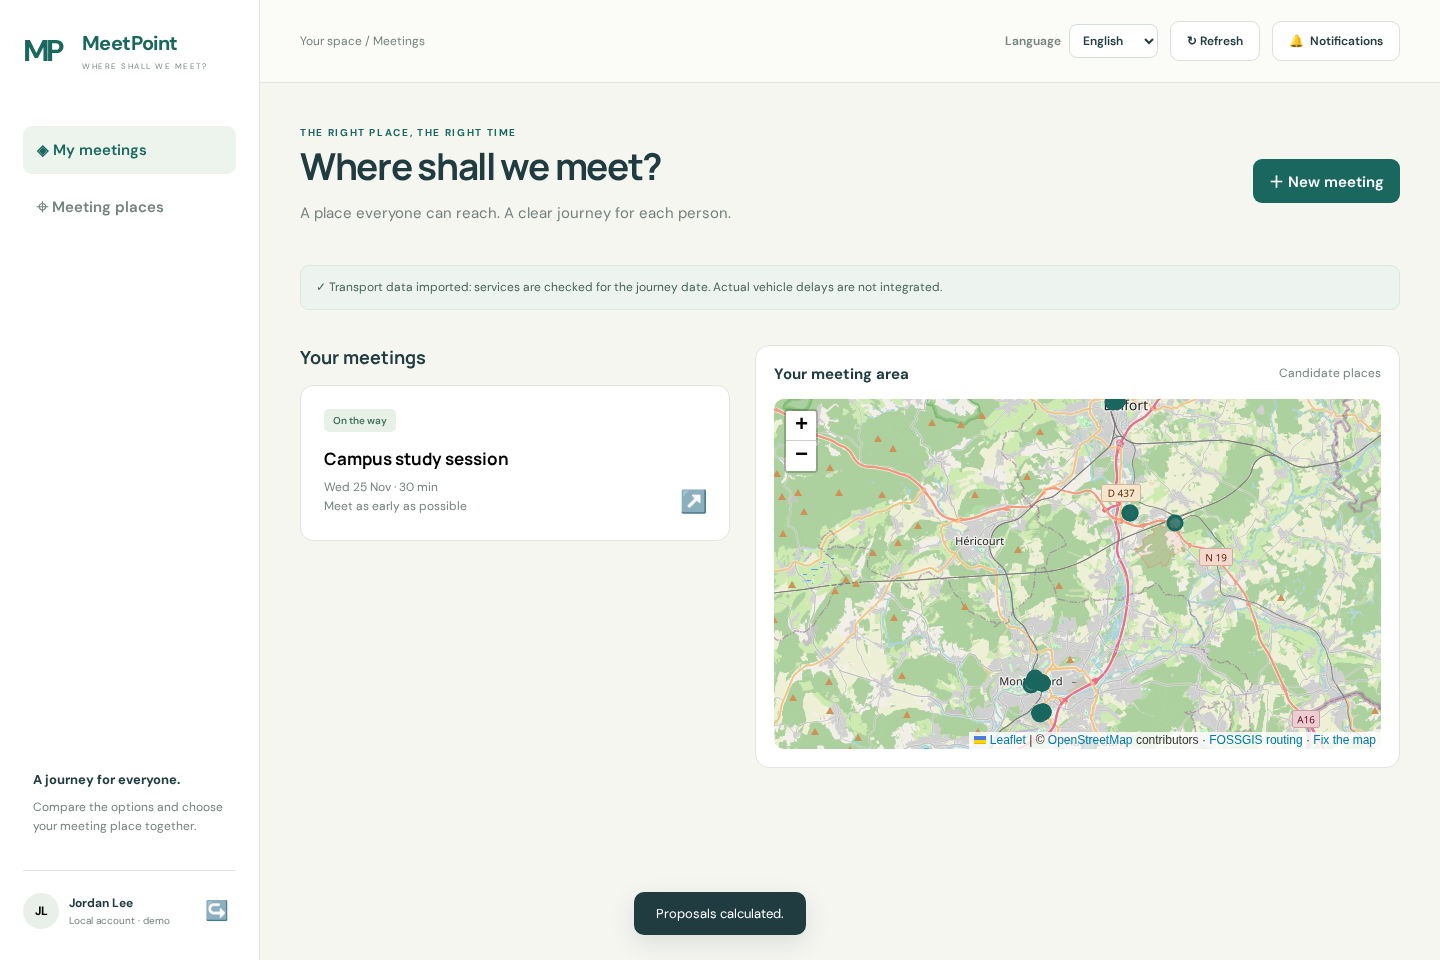 MP
MeetPoint
WHERE SHALL WE MEET?
◈ My meetings
⌖ Meeting places
A journey for everyone.
Compare the options and choose
your meeting place together.
JL
Jordan Lee
Local account · demo
Your space / Meetings
Language
English
↻ Refresh
🔔 Notifications
THE RIGHT PLACE, THE RIGHT TIME
Where shall we meet?
A place everyone can reach. A clear journey for each person.
+ New meeting
✓ Transport data imported: services are checked for the journey date. Actual vehicle delays are not integrated.
Your meetings
On the way
Campus study session
Wed 25 Nov · 30 min
Meet as early as possible
Your meeting area
Candidate places
+
−
D 437
Héricourt
N 19
A16
Leaflet | © OpenStreetMap contributors · FOSSGIS routing · Fix the map
Proposals calculated.